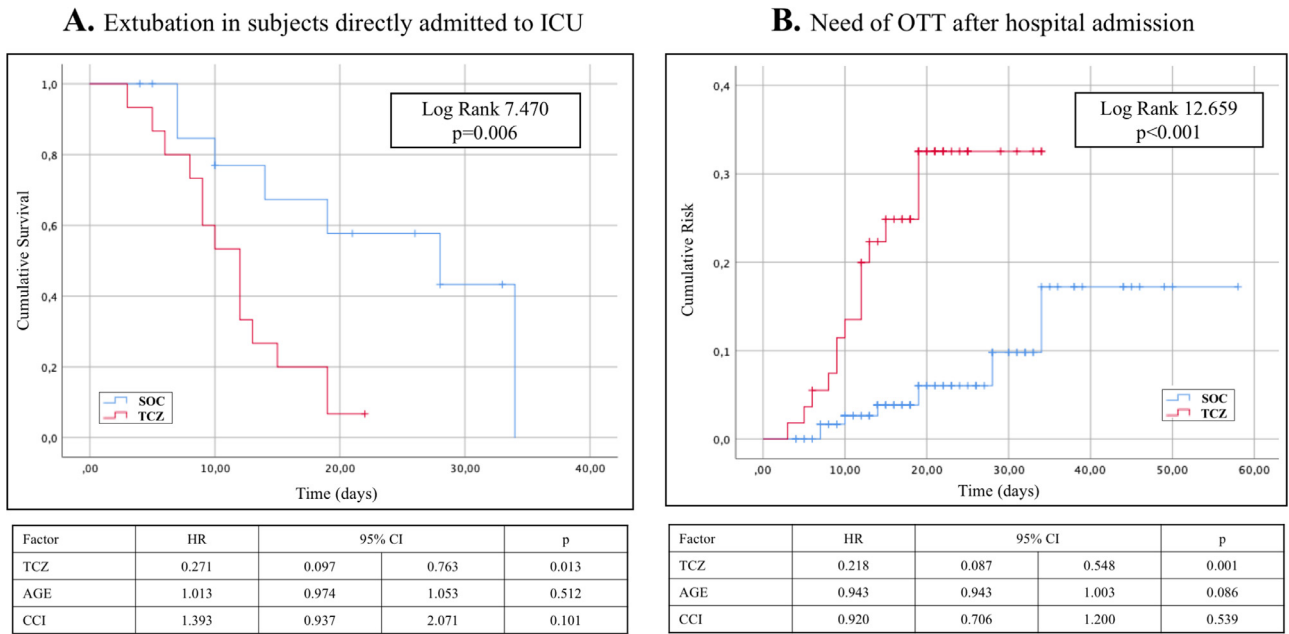 A. Extubation in subjects directly admitted to ICU
Log Rank 7.470
p=0.006
Cumulative Survival
1,0
0,8
0,6
0,4
0,2
0,0
SOC
TCZ
,00 10,00 20,00 30,00 40,00
Time (days)
Factor HR 95% CI p
TCZ 0.271 0.097 0.763 0.013
AGE 1.013 0.974 1.053 0.512
CCI 1.393 0.937 2.071 0.101
B. Need of OTT after hospital admission
Log Rank 12.659
p<0.001
Cumulative Risk
0,4
0,3
0,2
0,1
0,0
SOC
TCZ
,00 10,00 20,00 30,00 40,00 50,00 60,00
Time (days)
Factor HR 95% CI p
TCZ 0.218 0.087 0.548 0.001
AGE 0.943 0.943 1.003 0.086
CCI 0.920 0.706 1.200 0.539